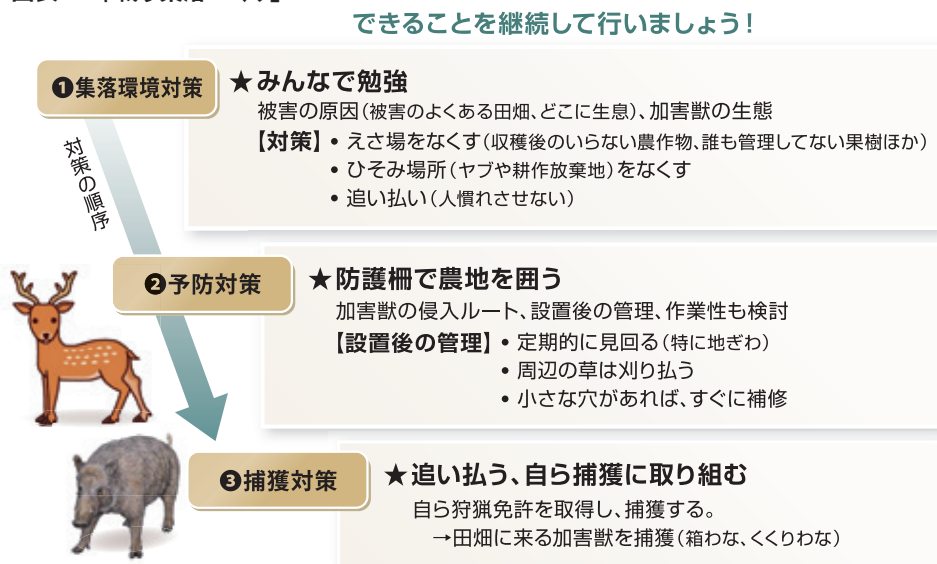 できることを継続して行いましょう!
❶集落環境対策
★みんなで勉強
被害の原因(被害のよくある田畑、どこに生息)、加害獣の生態
【対策】• えさ場をなくす(収穫後のいらない農作物、誰も管理してない果樹ほか)
• ひそみ場所(ヤブや耕作放棄地)をなくす
• 追い払い(人慣れさせない)
対策の順序
❷予防対策
★防護柵で農地を囲う
加害獣の侵入ルート、設置後の管理、作業性も検討
【設置後の管理】• 定期的に見回る(特に地ぎわ)
• 周辺の草は刈り払う
• 小さな穴があれば、すぐに補修
❸捕獲対策
★追い払う、自ら捕獲に取り組む
自ら狩猟免許を取得し、捕獲する。
→田畑に来る加害獣を捕獲(箱わな、くくりわな)